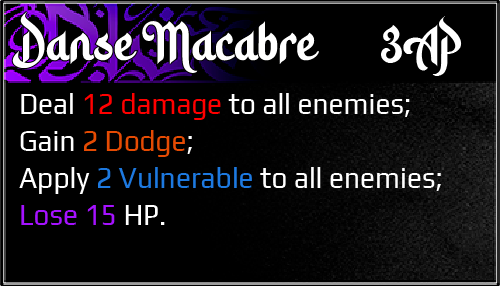 Danse Macabre 3AP
Deal 12 damage to all enemies;
Gain 2 Dodge;
Apply 2 Vulnerable to all enemies;
Lose 15 HP.